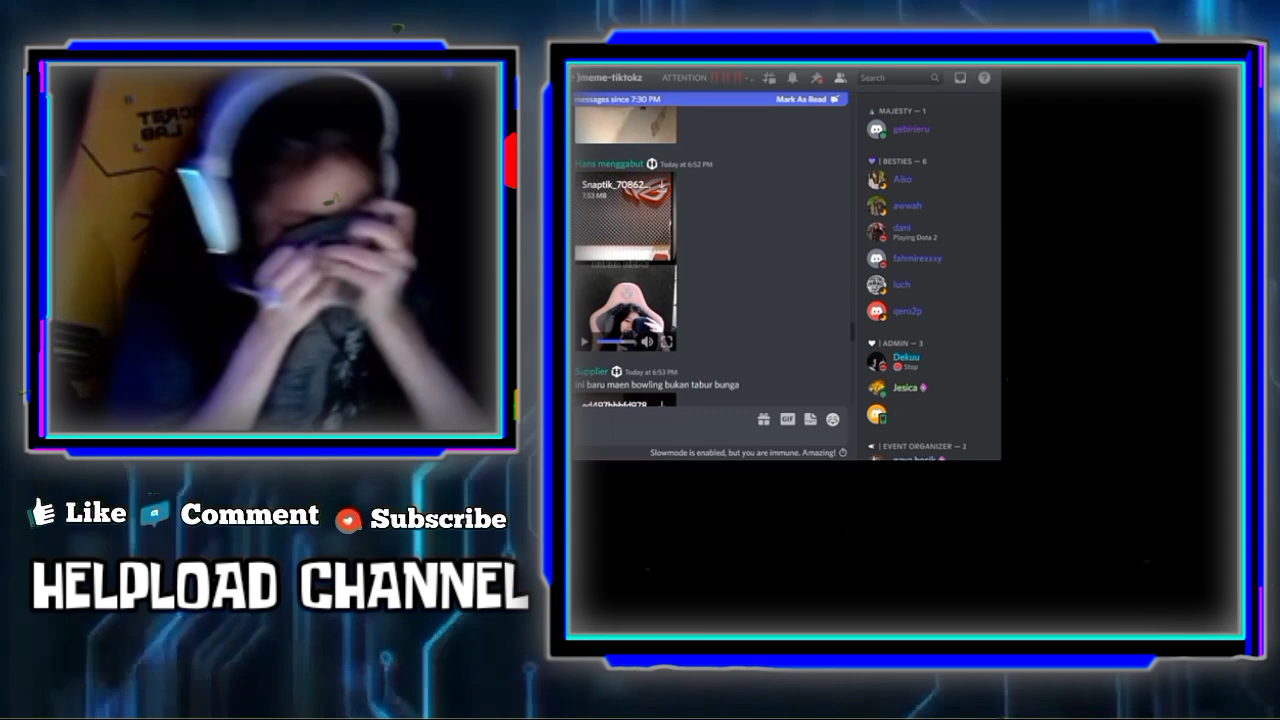 meme-tiktokz
ATTENTION
Search
messages since 7:30 PM
Mark As Read
Hans menggabut Today at 6:52 PM
Snaptik_70862...
7.53 MB
Supplier Today at 6:53 PM
ini baru maen bowling bukan tabur bunga
GIF
Slowmode is enabled, but you are immune. Amazing!
MAJESTY — 1
gebirieru
BESTIES — 6
Aiko
awwah
dani
Playing Dota 2
fahmirexxxy
luch
qero2p
ADMIN — 3
Dekuu
Stop
Jesica
EVENT ORGANIZER — 2
Like
Comment
Subscribe
HELPLOAD CHANNEL